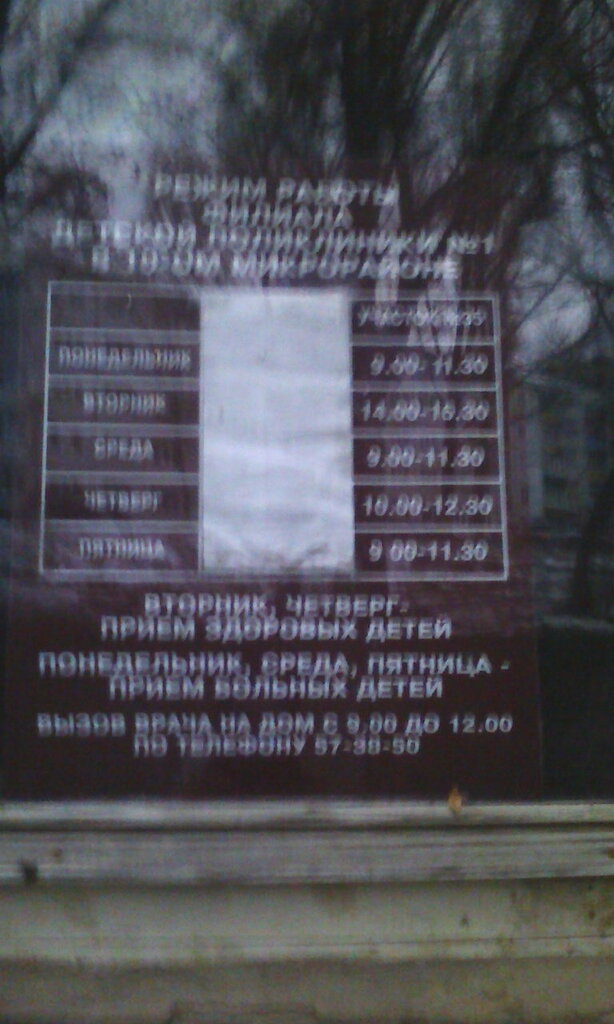 РЕЖИМ РАБОТЫ
ФИЛИАЛА
ДЕТСКОЙ ПОЛИКЛИНИКИ №1
В 10-ОМ МИКРОРАЙОНЕ
УЧАСТОК №35
ПОНЕДЕЛЬНИК 9.00-11.30
ВТОРНИК 14.00-16.30
СРЕДА 9.00-11.30
ЧЕТВЕРГ 10.00-12.30
ПЯТНИЦА 9 00-11.30
ВТОРНИК, ЧЕТВЕРГ-
ПРИЕМ ЗДОРОВЫХ ДЕТЕЙ
ПОНЕДЕЛЬНИК, СРЕДА, ПЯТНИЦА -
ПРИЕМ БОЛЬНЫХ ДЕТЕЙ
ВЫЗОВ ВРАЧА НА ДОМ С 9.00 ДО 12.00
ПО ТЕЛЕФОНУ 57-38-50